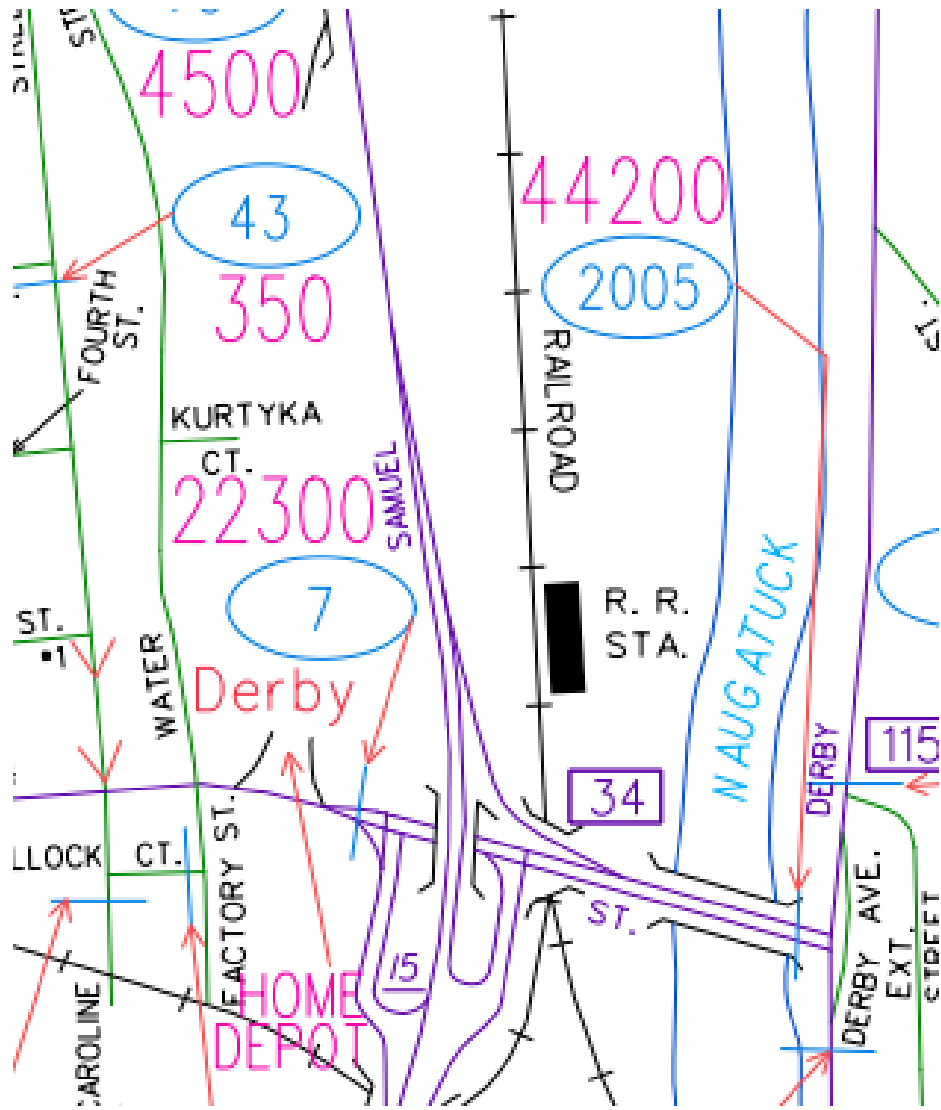 4500
43
44200
2005
350
FOURTH
ST.
RAILROAD
KURTYKA
CT.
SAMUEL
22300
NAUGATUCK
7
R. R.
STA.
ST.
1
WATER
Derby
DERBY
115
34
CT.
FACTORY ST.
ST.
DERBY AVE.
EXT.
STREET
15
HOME
DEPOT
CAROLINE